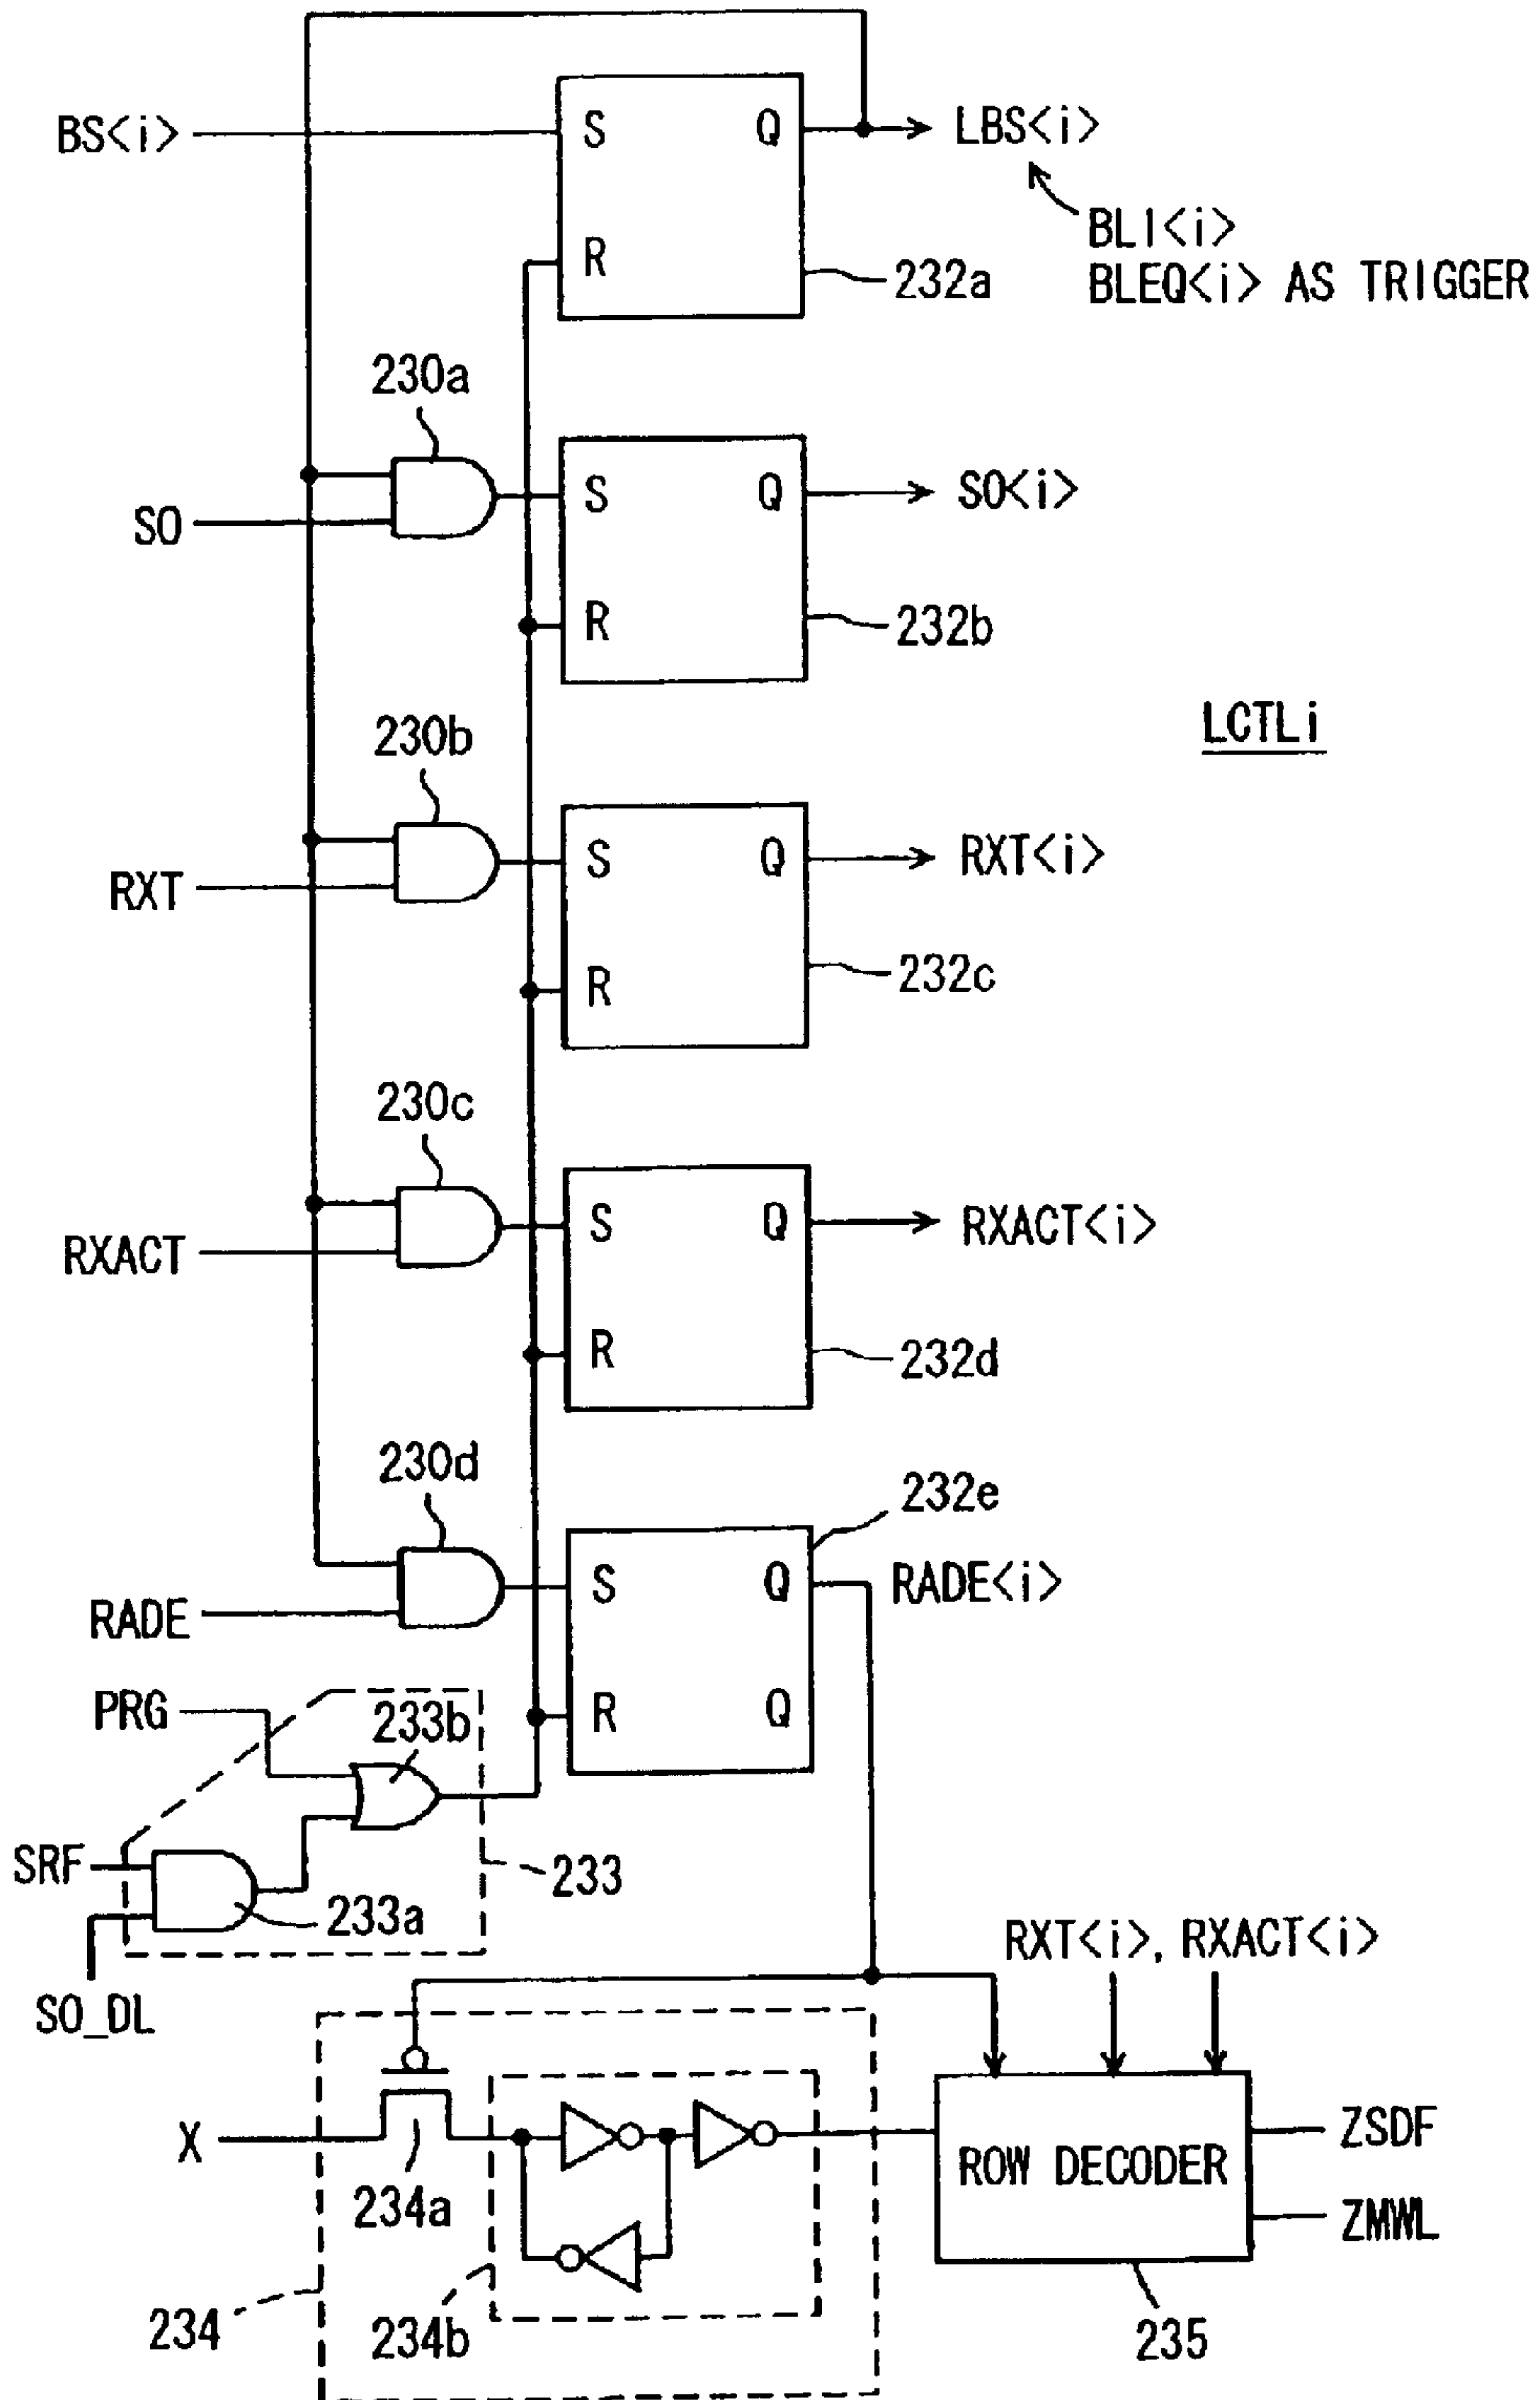 BS<i>
S
Q
LBS<i>
BLI<i>
R
232a
BLEQ<i> AS TRIGGER
230a
SO
S
Q
SO<i>
R
232b
LCTLi
230b
RXT
S
Q
RXT<i>
R
232c
230c
RXACT
S
Q
RXACT<i>
R
232d
230d
232e
RADE
S
Q
RADE<i>
PRG
233b
R
Q
SRF
233
233a
RXT<i>, RXACT<i>
SO_DL
X
234a
ROW DECODER
ZSDF
ZMWL
234
234b
235